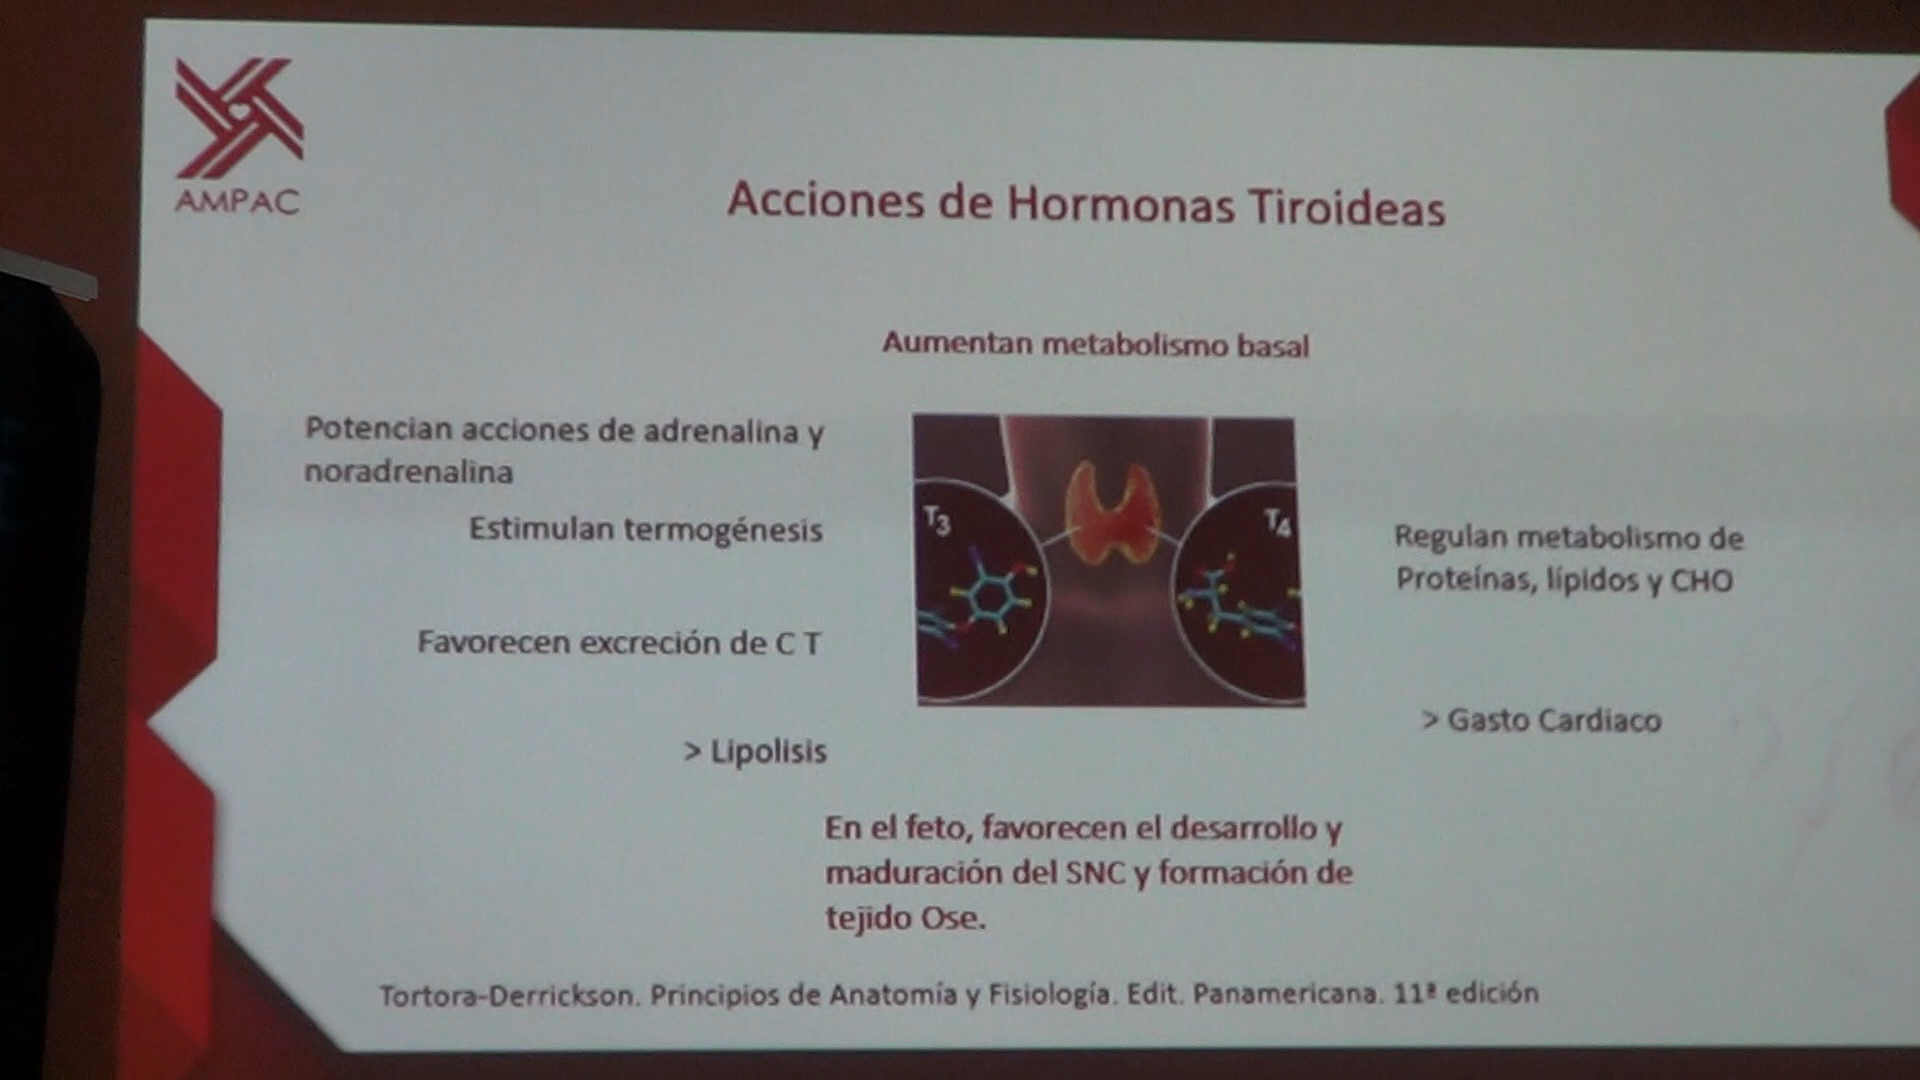 AMPAC
Acciones de Hormonas Tiroideas
Aumentan metabolismo basal
Potencian acciones de adrenalina y
noradrenalina
Estimulan termogénesis
Favorecen excreción de C T
> Lipolisis
T3
T4
Regulan metabolismo de
Proteínas, lípidos y CHO
> Gasto Cardiaco
En el feto, favorecen el desarrollo y
maduración del SNC y formación de
tejido Ose.
Tortora-Derrickson. Principios de Anatomía y Fisiología. Edit. Panamericana. 11ª edición